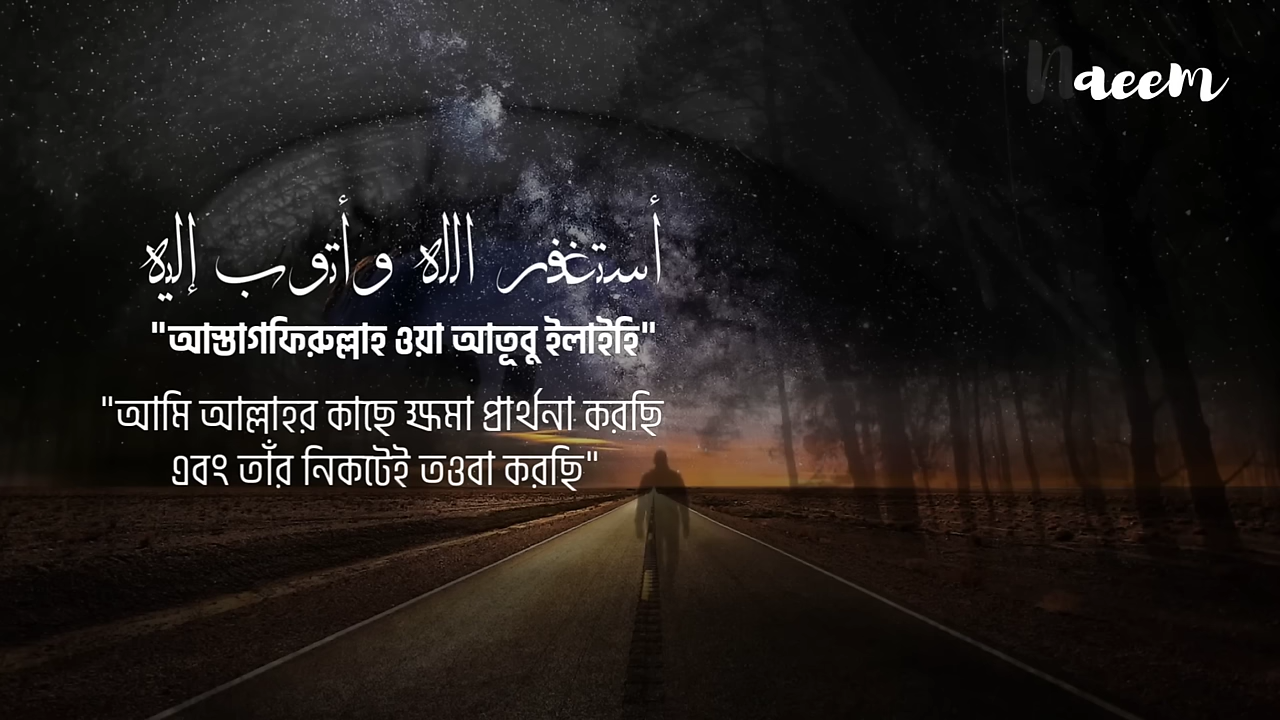 Naeem
أستغفر الله وأتوب إليه
"আস্তাগফিরুল্লাহ ওয়া আতূবু ইলাইহি"
"আমি আল্লাহর কাছে ক্ষমা প্রার্থনা করছি
এবং তাঁর নিকটেই তওবা করছি"